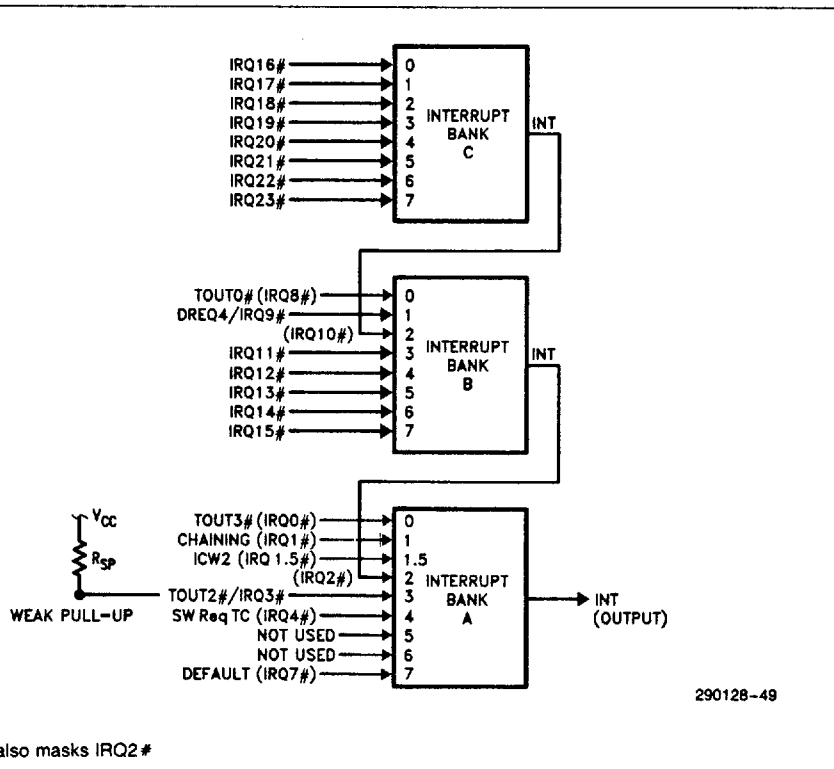 IRQ16#
IRQ17#
IRQ18#
IRQ19#
IRQ20#
IRQ21#
IRQ22#
IRQ23#
0
1
2
3
4
5
6
7
INTERRUPT
BANK
C
INT
TOUT0# (IRQ8#)
DREQ4/IRQ9#
(IRQ10#)
IRQ11#
IRQ12#
IRQ13#
IRQ14#
IRQ15#
0
1
2
3
4
5
6
7
INTERRUPT
BANK
B
INT
VCC
RSP
WEAK PULL-UP
TOUT3# (IRQ0#)
CHAINING (IRQ1#)
ICW2 (IRQ 1.5#)
(IRQ2#)
TOUT2#/IRQ3#
SW Req TC (IRQ4#)
NOT USED
NOT USED
DEFAULT (IRQ7#)
0
1
1.5
2
3
4
5
6
7
INTERRUPT
BANK
A
INT
(OUTPUT)
290128-49
also masks IRQ2#